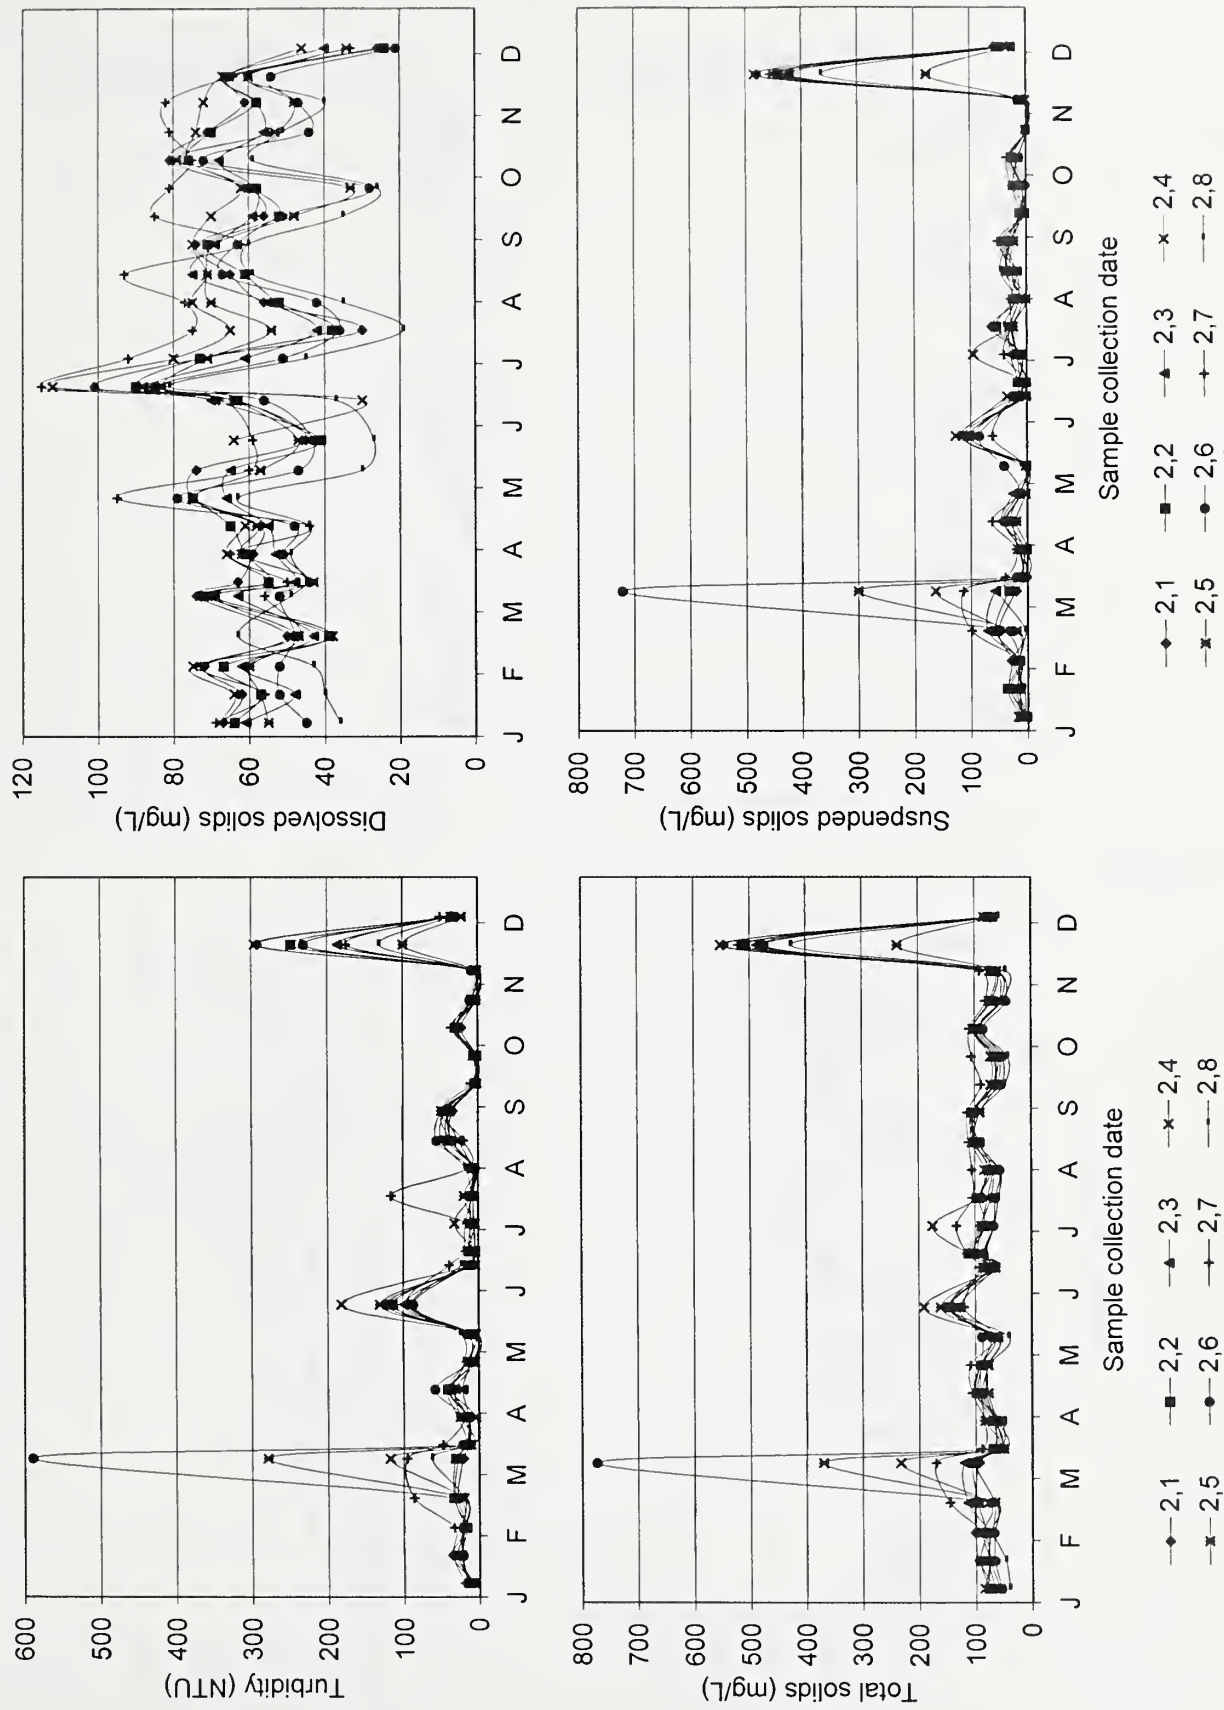 Turbidity (NTU)
600
500
400
300
200
100
0
J F M A M J J A S O N D
Dissolved solids (mg/L)
120
100
80
60
40
20
0
J F M A M J J A S O N D
Total solids (mg/L)
800
700
600
500
400
300
200
100
0
J F M A M J J A S O N D
Sample collection date
2,1 2,2 2,3 2,4
2,5 2,6 2,7 2,8
Suspended solids (mg/L)
800
700
600
500
400
300
200
100
0
J F M A M J J A S O N D
Sample collection date
2,1 2,2 2,3 2,4
2,5 2,6 2,7 2,8